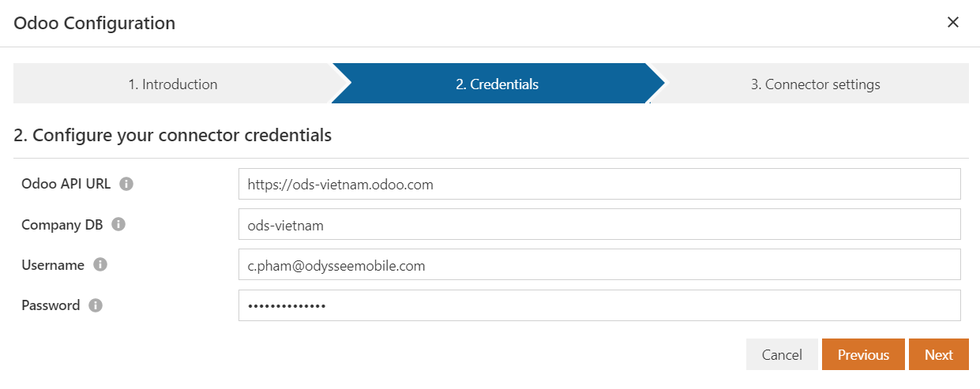 Odoo Configuration
1. Introduction
2. Credentials
3. Connector settings
2. Configure your connector credentials
Odoo API URL
https://ods-vietnam.odoo.com
Company DB
ods-vietnam
Username
c.pham@odysseemobile.com
Password
••••••••••••••
Cancel
Previous
Next